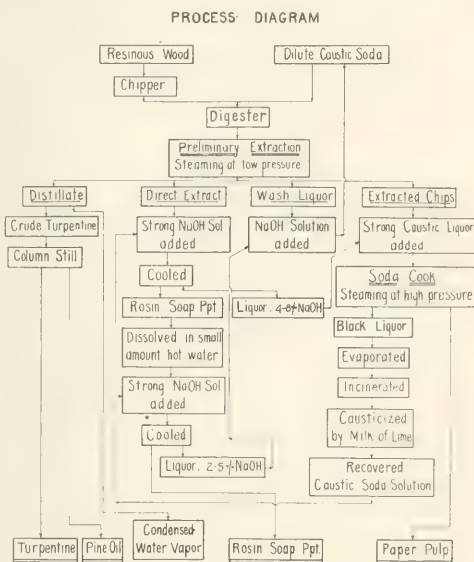 PROCESS DIAGRAM
Resinous Wood
Dilute Caustic Soda
Chipper
Digester
Preliminary Extraction
Steaming at low pressure
Distillate
Direct Extract
Wash Liquor
Extracted Chips
Crude Turpentine
Strong NaOH Sol
added
NaOH Solution
added
Strong Caustic Liquor
added
Column Still
Cooled
Soda Cook
Steaming at high pressure
Rosin Soap Ppt
Liquor. 4-8% NaOH
Black Liquor
Dissolved in small
amount hot water
Evaporated
Strong NaOH Sol
added
Incinerated
Cooled
Causticized
by Milk of Lime
Liquor 2-5% NaOH
Recovered
Caustic Soda Solution
Condensed
Water Vapor
Turpentine
Pine Oil
Rosin Soap Ppt.
Paper Pulp